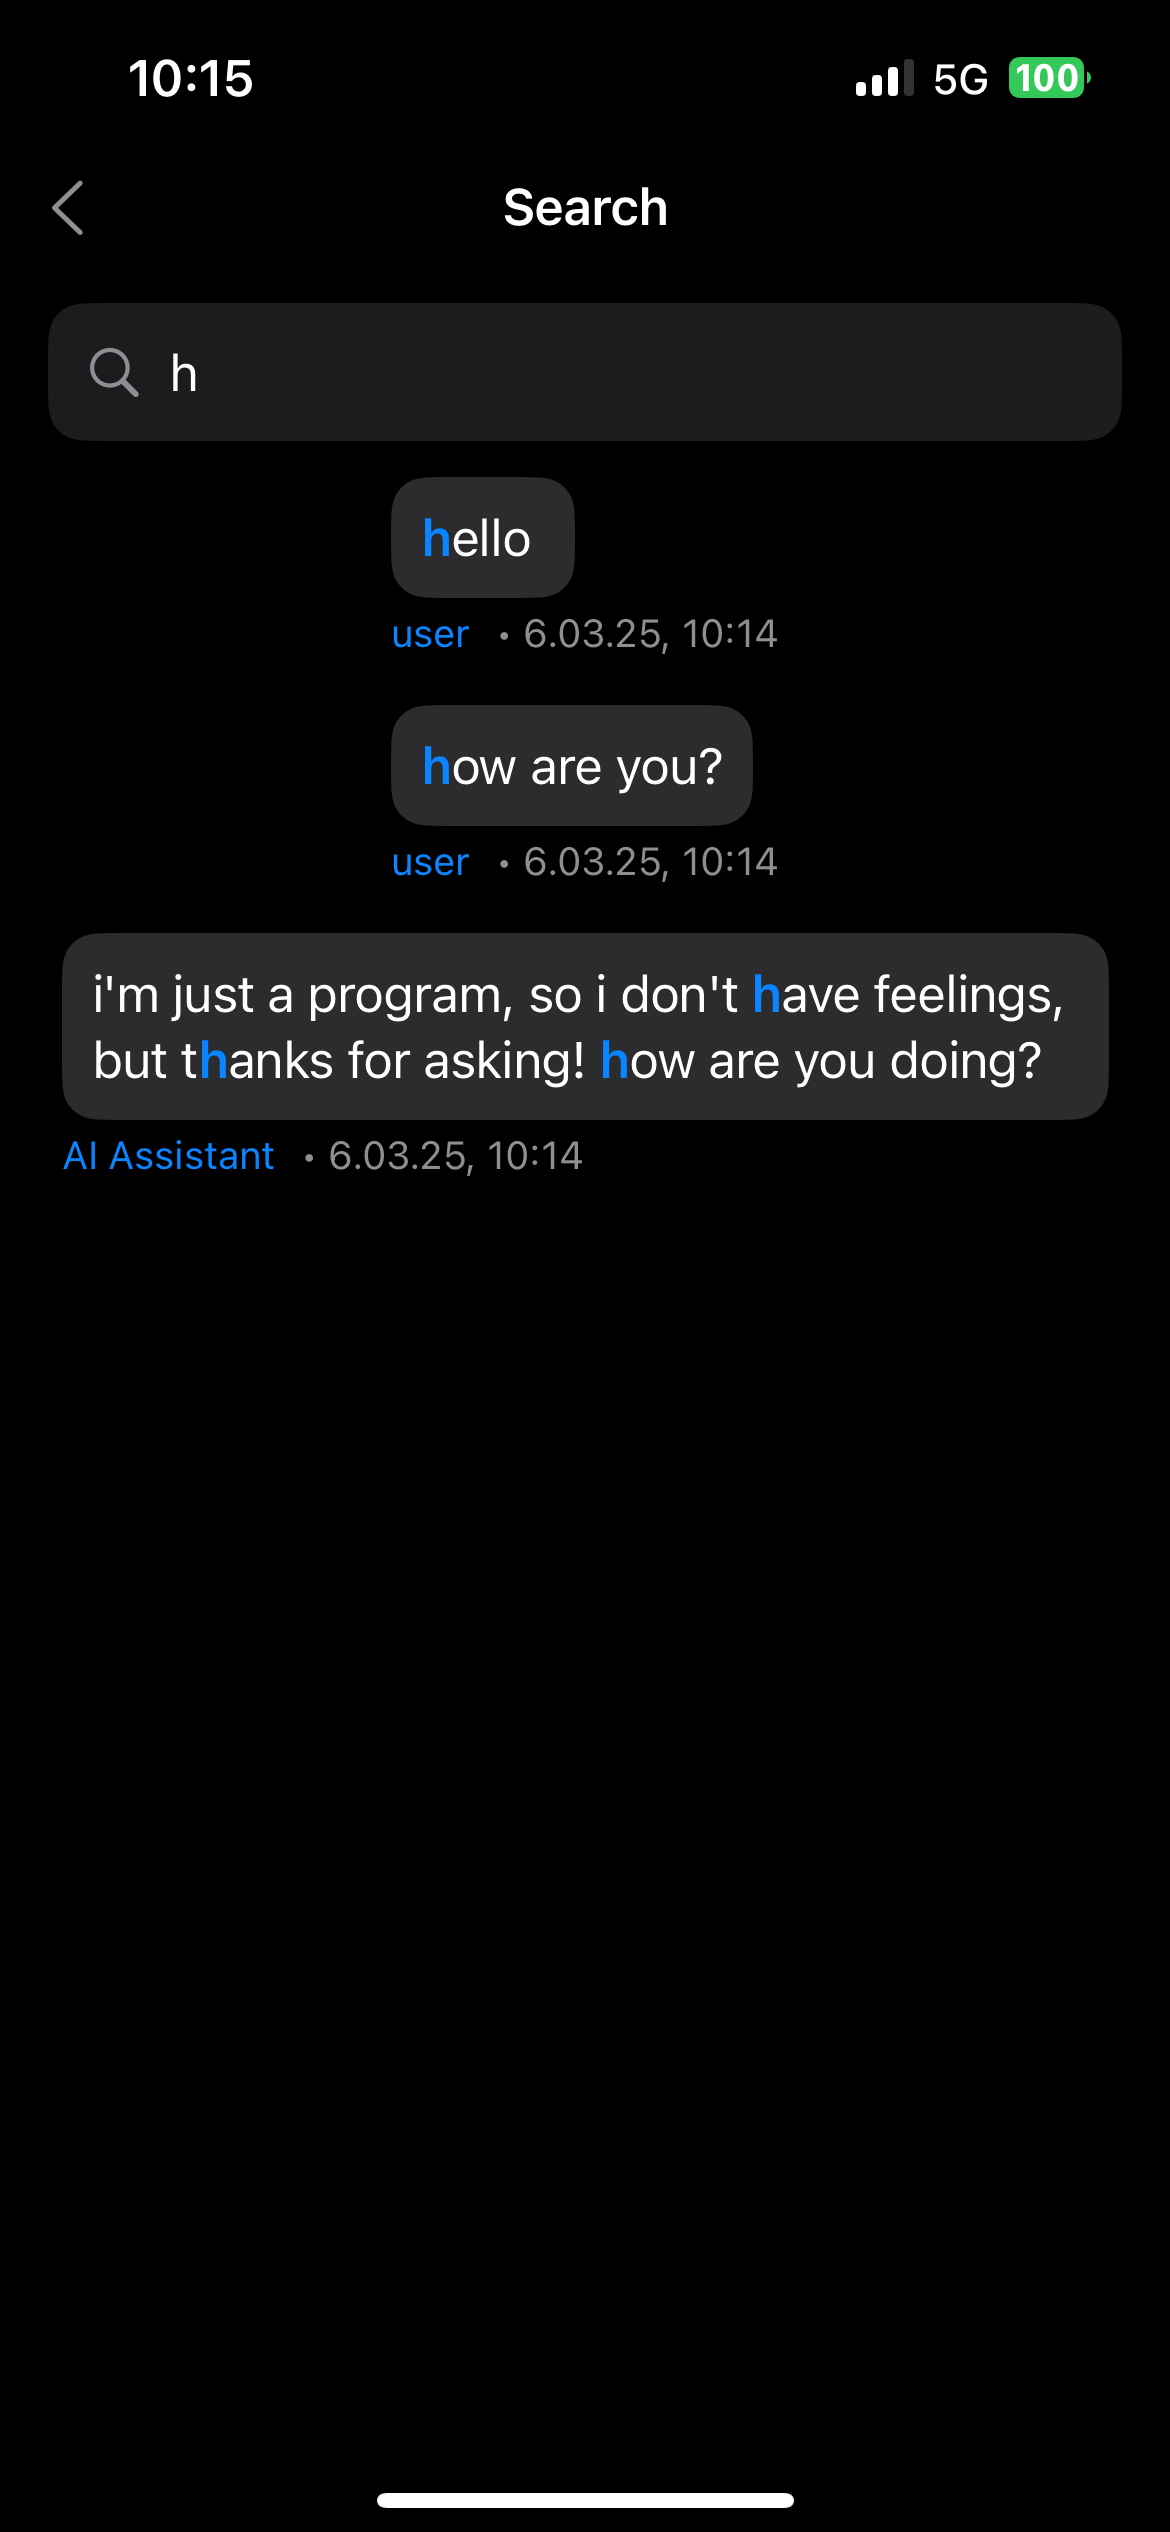 10:15 5G 100
Search
h
hello
user • 6.03.25, 10:14
how are you?
user • 6.03.25, 10:14
i'm just a program, so i don't have feelings,
but thanks for asking! how are you doing?
AI Assistant • 6.03.25, 10:14